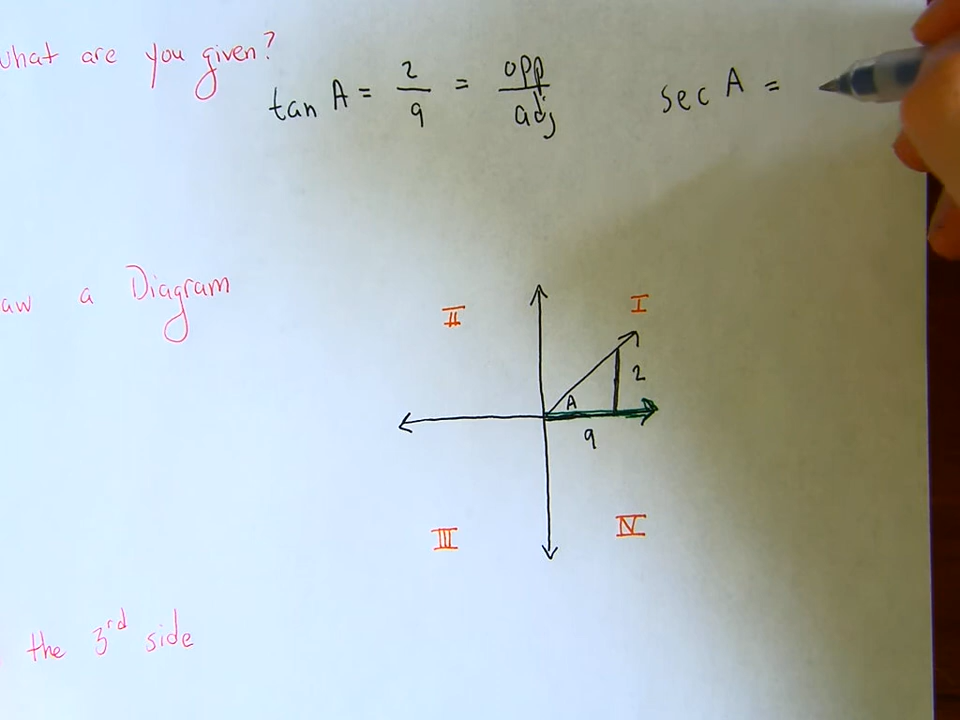 what are you given?
tan A = 2/9 = opp/adj
sec A =
aw a Diagram
II
I
2
A
9
III
IV
the 3rd side